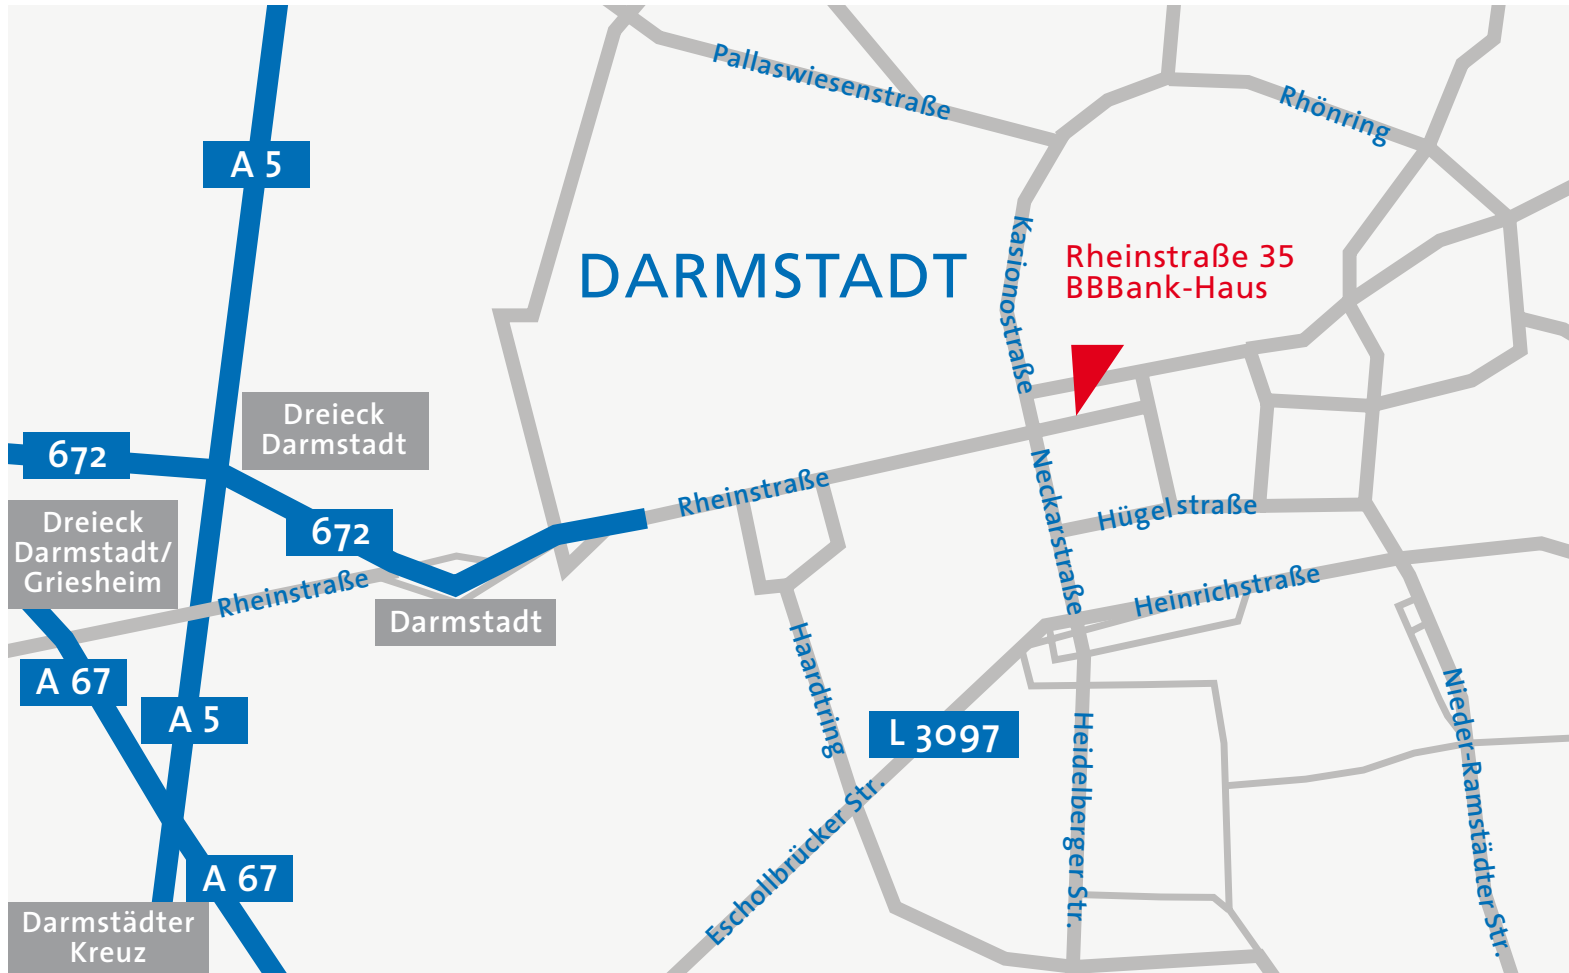 Pallaswiesenstraße
Rhönring
A 5
Kasionostraße
DARMSTADT
Rheinstraße 35
BBBank-Haus
Dreieck
Darmstadt
672
672
Dreieck
Darmstadt/
Griesheim
Rheinstraße
Rheinstraße
Neckarstraße
Hügelstraße
Heinrichstraße
Darmstadt
Haardtring
A 67
A 5
L 3097
Heidelberger Str.
Nieder-Ramstädter Str.
Eschollbrücker Str.
A 67
Darmstädter
Kreuz